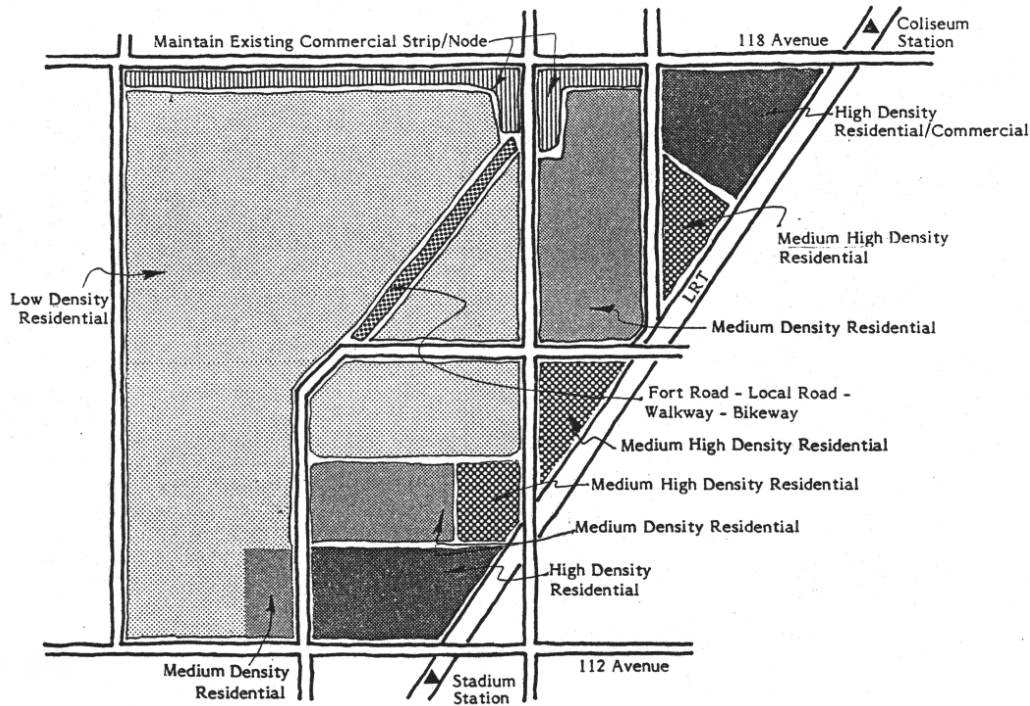 Coliseum
Station
118 Avenue
Maintain Existing Commercial Strip/Node
High Density
Residential/Commercial
Medium High Density
Residential
LRT
Low Density
Residential
Medium Density Residential
Fort Road - Local Road -
Walkway - Bikeway
Medium High Density Residential
Medium High Density Residential
Medium Density Residential
High Density
Residential
112 Avenue
Medium Density
Residential
Stadium
Station